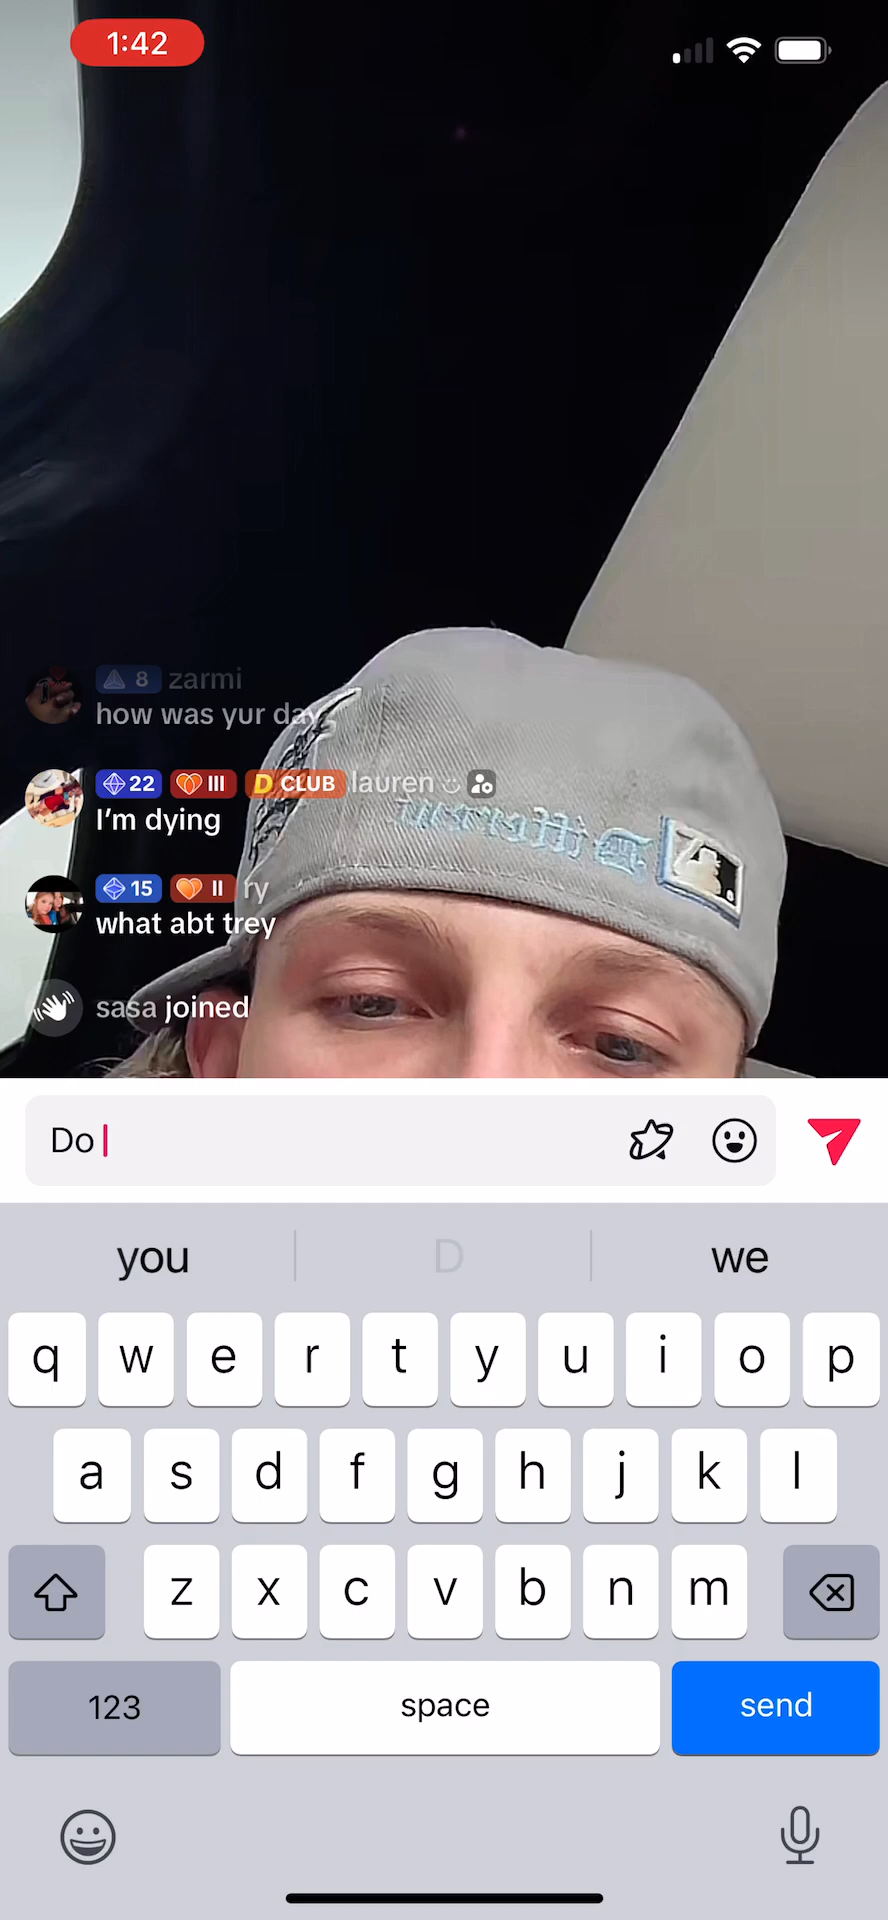 1:42
8 zarmi
how was yur day
22 III D CLUB lauren
I'm dying
15 II ry
what abt trey
Different
sasa joined
Do
you D we
q w e r t y u i o p
a s d f g h j k l
z x c v b n m
123 space send